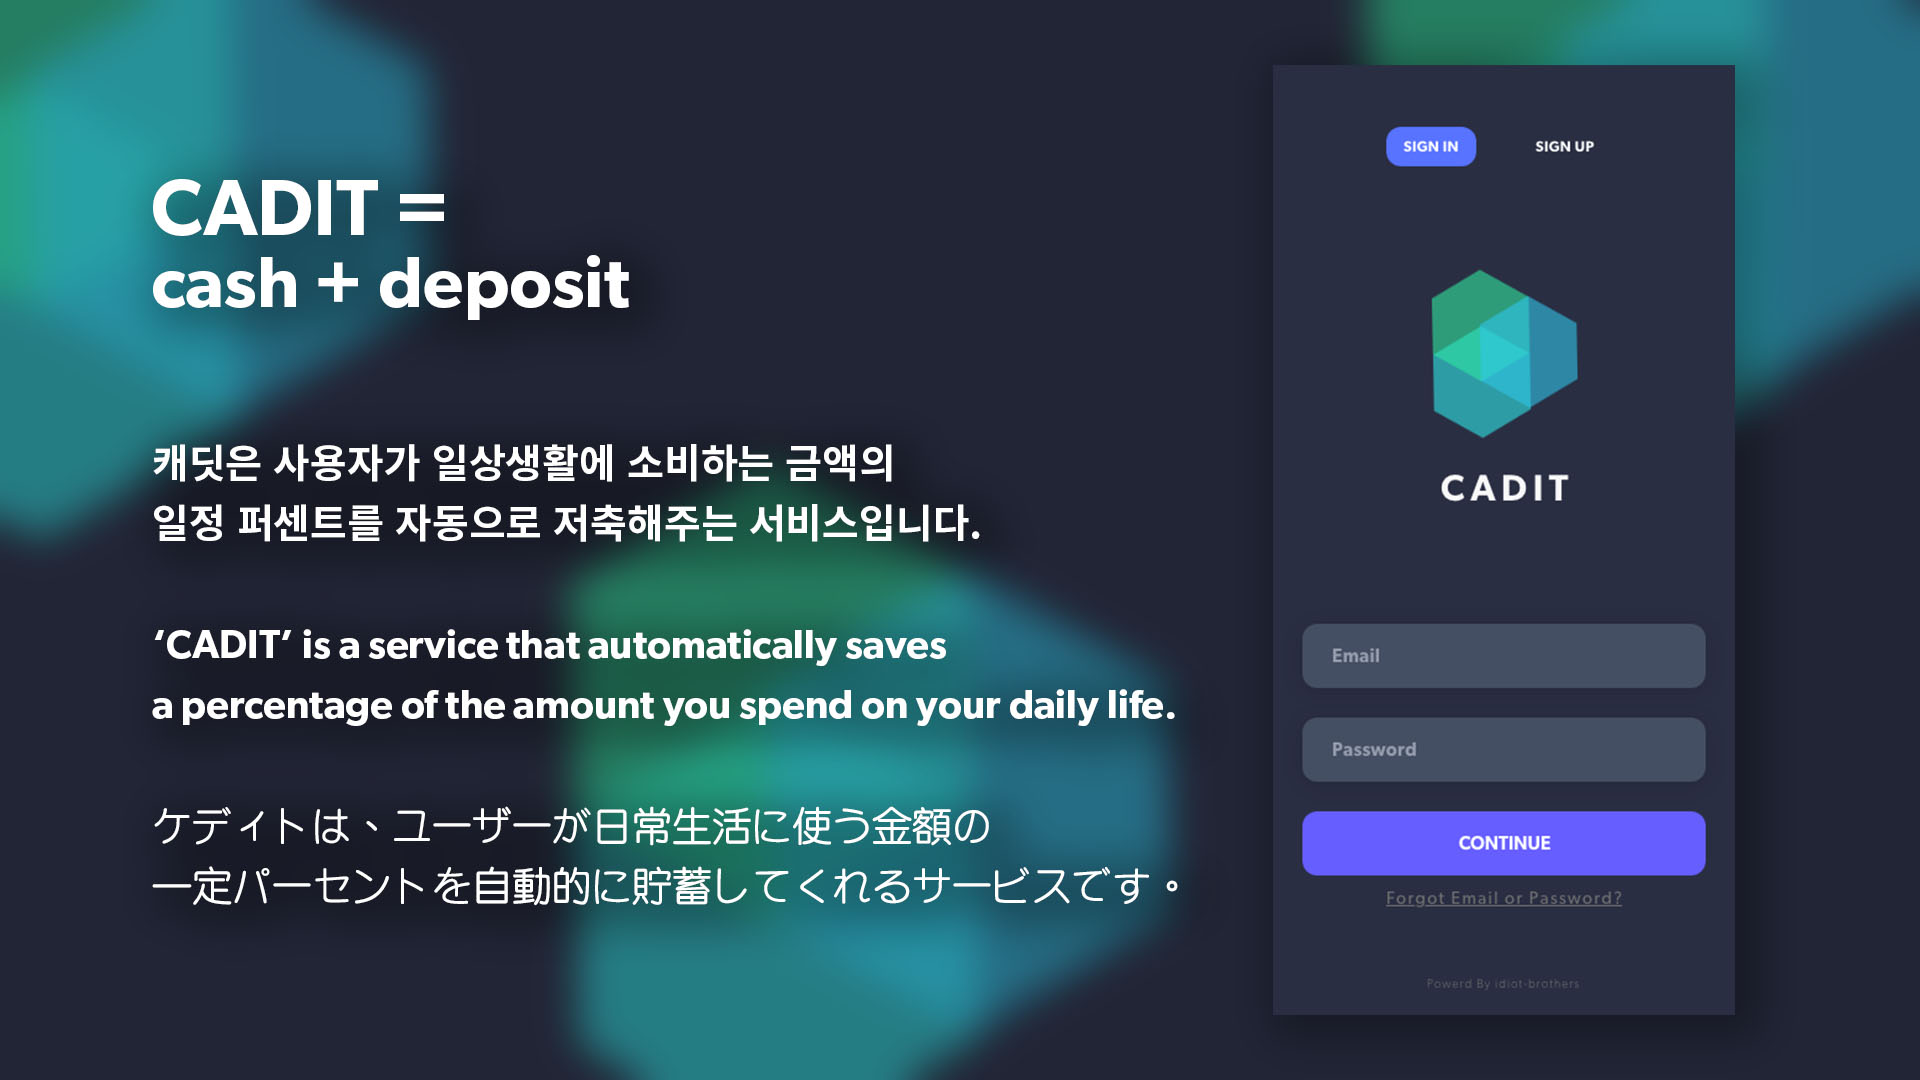 CADIT =
cash + deposit
캐딧은 사용자가 일상생활에 소비하는 금액의
일정 퍼센트를 자동으로 저축해주는 서비스입니다.
‘CADIT’ is a service that automatically saves
a percentage of the amount you spend on your daily life.
ケディトは、ユーザーが日常生活に使う金額の
一定パーセントを自動的に貯蓄してくれるサービスです。
SIGN IN
SIGN UP
CADIT
Email
Password
CONTINUE
Forgot Email or Password?
Powerd By idiot-brothers